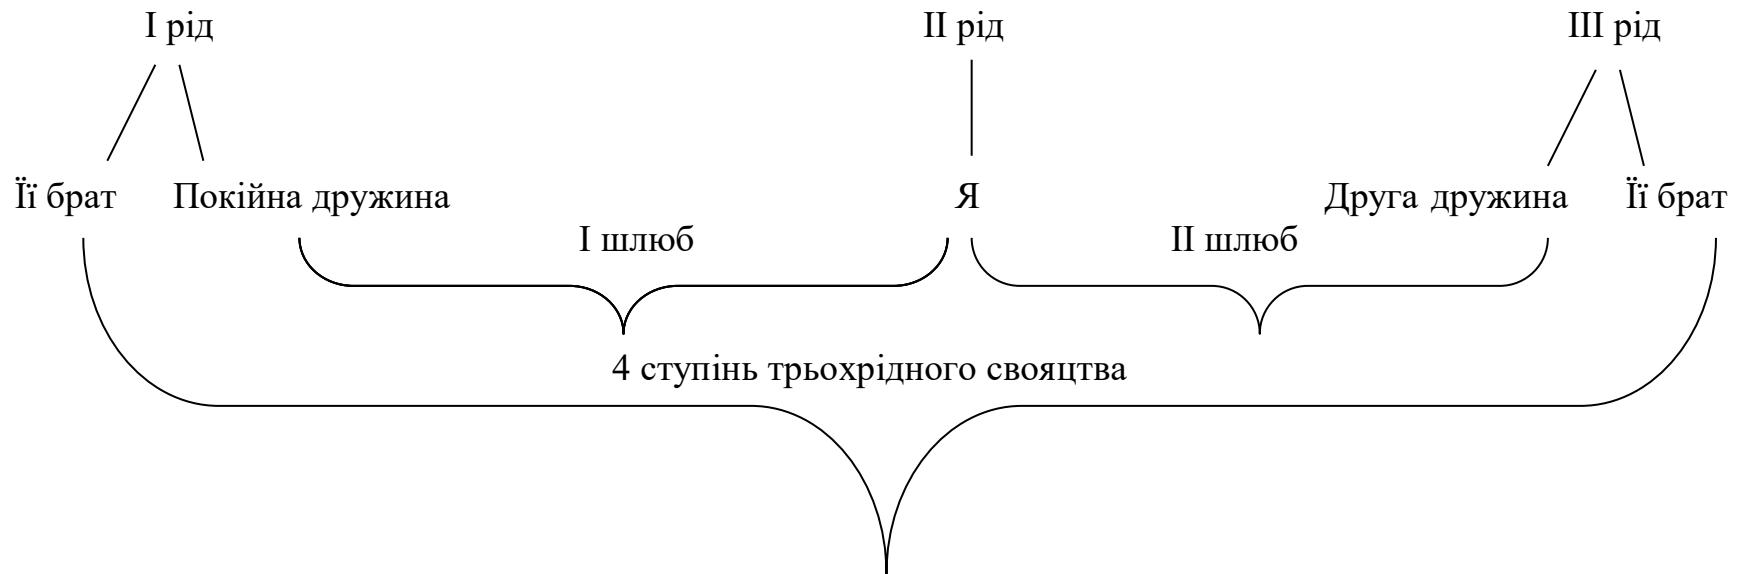 І рід ІІ рід ІІІ рід
Її брат Покійна дружина Я Друга дружина Її брат
І шлюб ІІ шлюб
4 ступінь трьохрідного свояцтва